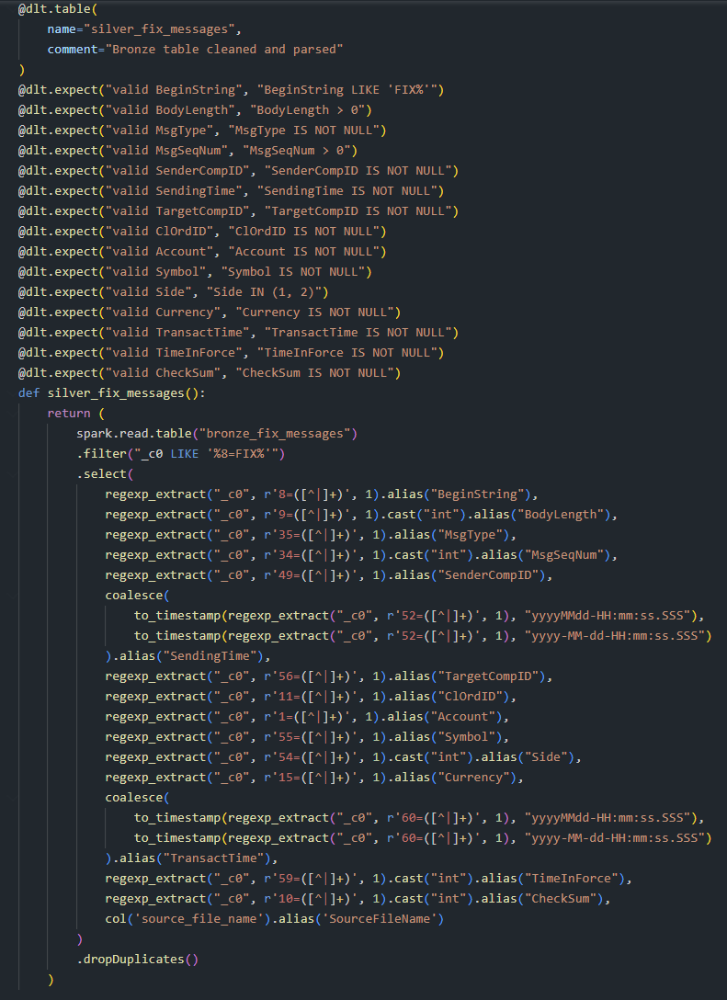 @dlt.table(
    name="silver_fix_messages",
    comment="Bronze table cleaned and parsed"
)
@dlt.expect("valid BeginString", "BeginString LIKE 'FIX%'")
@dlt.expect("valid BodyLength", "BodyLength > 0")
@dlt.expect("valid MsgType", "MsgType IS NOT NULL")
@dlt.expect("valid MsgSeqNum", "MsgSeqNum > 0")
@dlt.expect("valid SenderCompID", "SenderCompID IS NOT NULL")
@dlt.expect("valid SendingTime", "SendingTime IS NOT NULL")
@dlt.expect("valid TargetCompID", "TargetCompID IS NOT NULL")
@dlt.expect("valid ClOrdID", "ClOrdID IS NOT NULL")
@dlt.expect("valid Account", "Account IS NOT NULL")
@dlt.expect("valid Symbol", "Symbol IS NOT NULL")
@dlt.expect("valid Side", "Side IN (1, 2)")
@dlt.expect("valid Currency", "Currency IS NOT NULL")
@dlt.expect("valid TransactTime", "TransactTime IS NOT NULL")
@dlt.expect("valid TimeInForce", "TimeInForce IS NOT NULL")
@dlt.expect("valid CheckSum", "CheckSum IS NOT NULL")
def silver_fix_messages():
    return (
        spark.read.table("bronze_fix_messages")
        .filter("_c0 LIKE '%8=FIX%'")
        .select(
            regexp_extract("_c0", r'8=([^|]+)', 1).alias("BeginString"),
            regexp_extract("_c0", r'9=([^|]+)', 1).cast("int").alias("BodyLength"),
            regexp_extract("_c0", r'35=([^|]+)', 1).alias("MsgType"),
            regexp_extract("_c0", r'34=([^|]+)', 1).cast("int").alias("MsgSeqNum"),
            regexp_extract("_c0", r'49=([^|]+)', 1).alias("SenderCompID"),
            coalesce(
                to_timestamp(regexp_extract("_c0", r'52=([^|]+)', 1), "yyyyMMdd-HH:mm:ss.SSS"),
                to_timestamp(regexp_extract("_c0", r'52=([^|]+)', 1), "yyyy-MM-dd-HH:mm:ss.SSS")
            ).alias("SendingTime"),
            regexp_extract("_c0", r'56=([^|]+)', 1).alias("TargetCompID"),
            regexp_extract("_c0", r'11=([^|]+)', 1).alias("ClOrdID"),
            regexp_extract("_c0", r'1=([^|]+)', 1).alias("Account"),
            regexp_extract("_c0", r'55=([^|]+)', 1).alias("Symbol"),
            regexp_extract("_c0", r'54=([^|]+)', 1).cast("int").alias("Side"),
            regexp_extract("_c0", r'15=([^|]+)', 1).alias("Currency"),
            coalesce(
                to_timestamp(regexp_extract("_c0", r'60=([^|]+)', 1), "yyyyMMdd-HH:mm:ss.SSS"),
                to_timestamp(regexp_extract("_c0", r'60=([^|]+)', 1), "yyyy-MM-dd-HH:mm:ss.SSS")
            ).alias("TransactTime"),
            regexp_extract("_c0", r'59=([^|]+)', 1).cast("int").alias("TimeInForce"),
            regexp_extract("_c0", r'10=([^|]+)', 1).cast("int").alias("CheckSum"),
            col('source_file_name').alias('SourceFileName')
        )
        .dropDuplicates()
    )